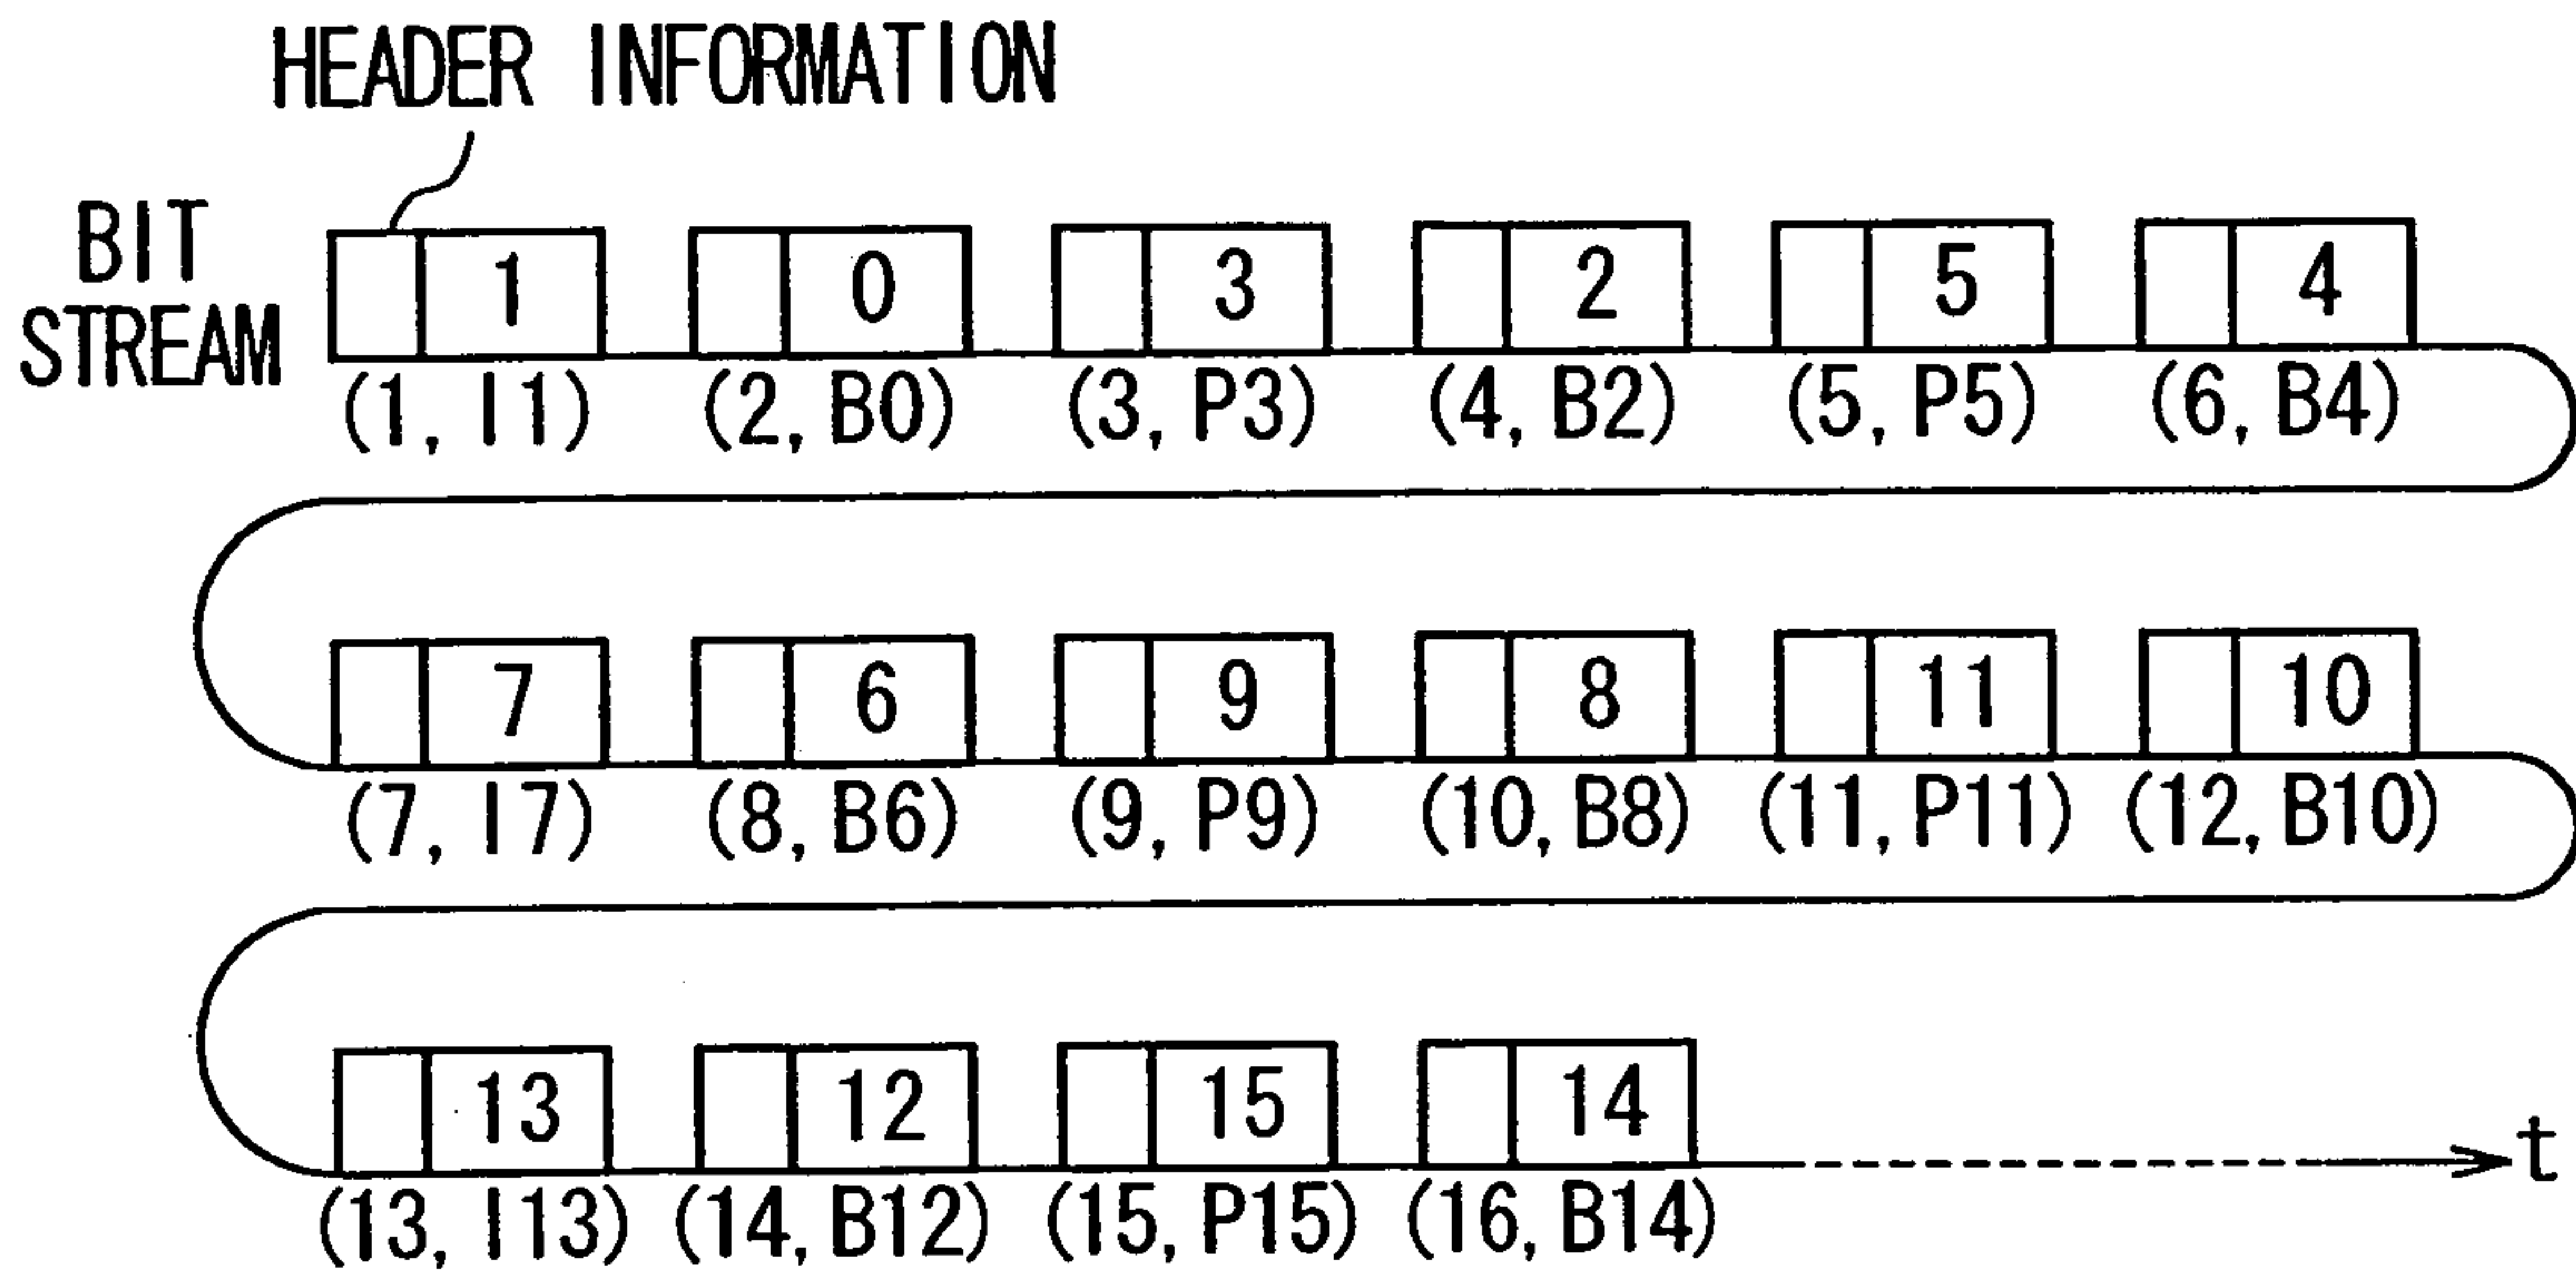 HEADER INFORMATION
BIT
STREAM
1 0 3 2 5 4
(1, I1) (2, B0) (3, P3) (4, B2) (5, P5) (6, B4)
7 6 9 8 11 10
(7, I7) (8, B6) (9, P9) (10, B8) (11, P11) (12, B10)
13 12 15 14
t
(13, I13) (14, B12) (15, P15) (16, B14)